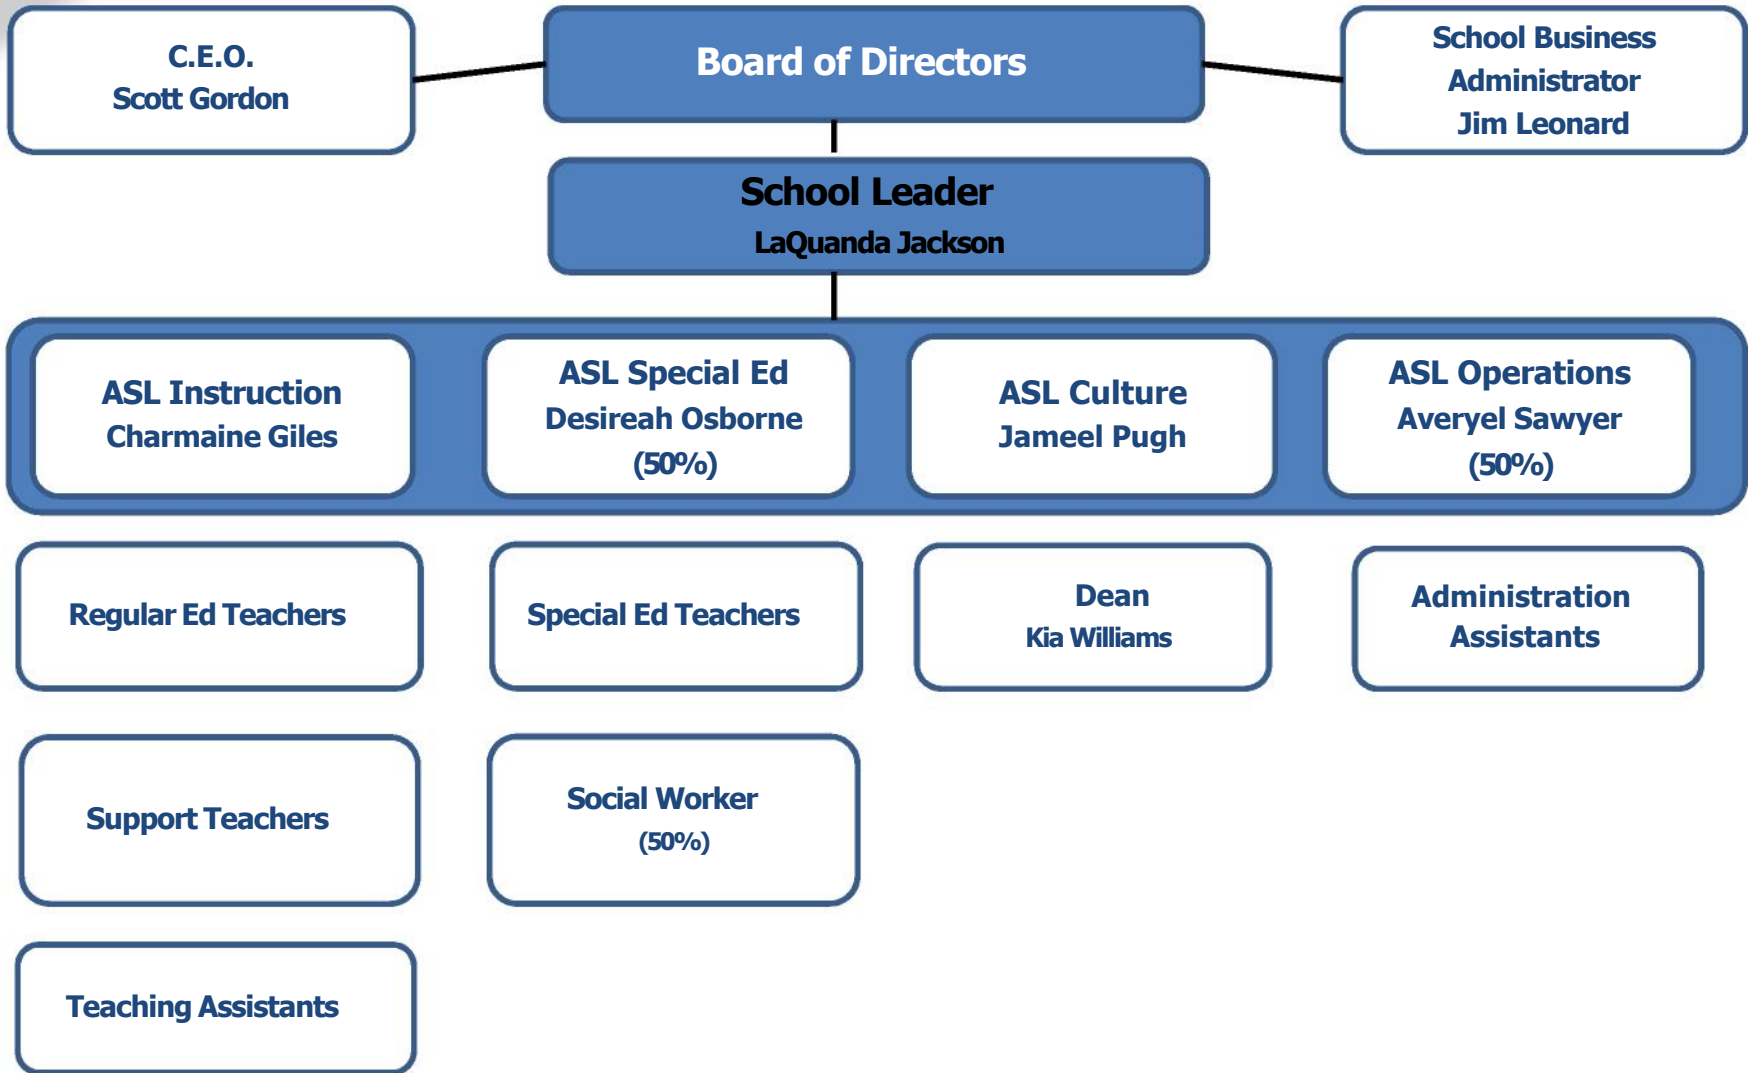 C.E.O.
Scott Gordon
Board of Directors
School Business
Administrator
Jim Leonard
School Leader
LaQuanda Jackson
ASL Instruction
Charmaine Giles
ASL Special Ed
Desireah Osborne
(50%)
ASL Culture
Jameel Pugh
ASL Operations
Averyel Sawyer
(50%)
Regular Ed Teachers
Special Ed Teachers
Dean
Kia Williams
Administration
Assistants
Support Teachers
Social Worker
(50%)
Teaching Assistants